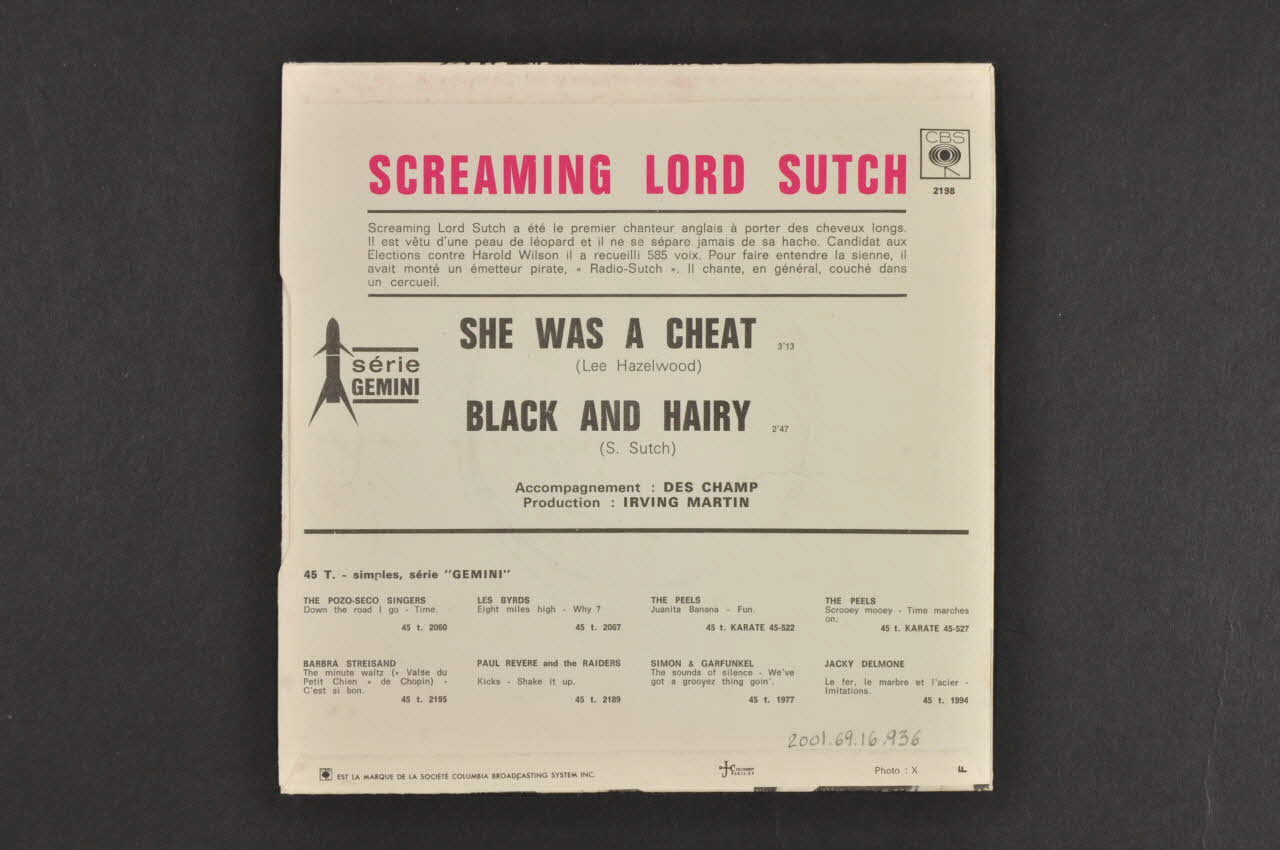 CBS
SCREAMING LORD SUTCH
2198
Screaming Lord Sutch a été le premier chanteur anglais à porter des cheveux longs.
Il est vêtu d'une peau de léopard et il ne se sépare jamais de sa hache. Candidat aux
Elections contre Harold Wilson il a recueilli 585 voix. Pour faire entendre la sienne, il
avait monté un émetteur pirate, « Radio-Sutch ». Il chante, en général, couché dans
un cercueil.
série
GEMINI
SHE WAS A CHEAT 3'13
(Lee Hazelwood)
BLACK AND HAIRY 2'47
(S. Sutch)
Accompagnement : DES CHAMP
Production : IRVING MARTIN
45 T. - simples, série "GEMINI"
THE POZO-SECO SINGERS
Down the road I go - Time.
45 t. 2060
LES BYRDS
Eight miles high - Why ?
45 t. 2067
THE PEELS
Juanita Banana - Fun.
45 t. KARATE 45-522
THE PEELS
Scrooey mooey - Time marches
on.
45 t. KARATE 45-527
BARBRA STREISAND
The minute waltz (« Valse du
Petit Chien » de Chopin) -
C'est si bon.
45 t. 2195
PAUL REVERE and the RAIDERS
Kicks - Shake it up.
45 t. 2189
SIMON & GARFUNKEL
The sounds of silence - We've
got a grooyez thing goin'.
45 t. 1977
JACKY DELMONE
Le fer, le marbre et l'acier -
Imitations.
45 t. 1994
2001.69.16.936
EST LA MARQUE DE LA SOCIÉTÉ COLUMBIA BROADCASTING SYSTEM INC.
Photo : X
F